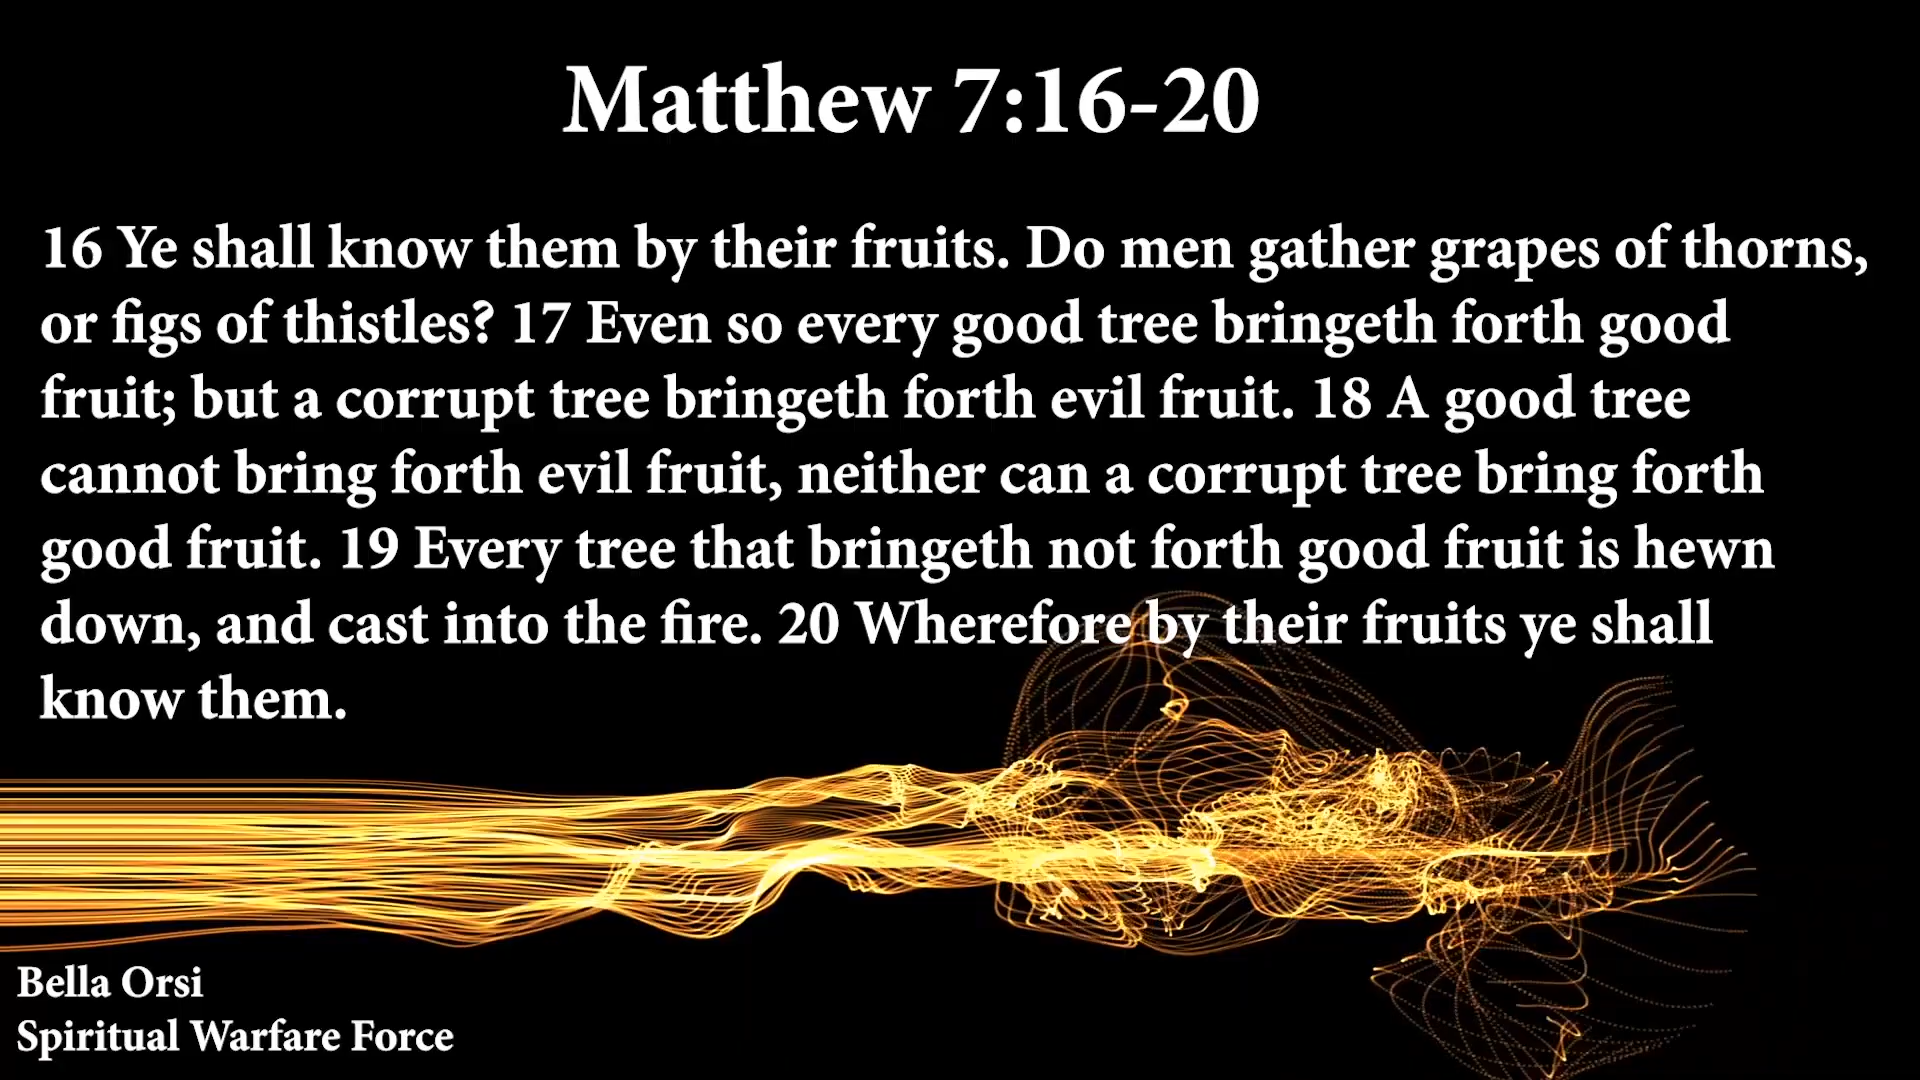 Matthew 7:16-20
16 Ye shall know them by their fruits. Do men gather grapes of thorns,
or figs of thistles? 17 Even so every good tree bringeth forth good
fruit; but a corrupt tree bringeth forth evil fruit. 18 A good tree
cannot bring forth evil fruit, neither can a corrupt tree bring forth
good fruit. 19 Every tree that bringeth not forth good fruit is hewn
down, and cast into the fire. 20 Wherefore by their fruits ye shall
know them.
Bella Orsi
Spiritual Warfare Force